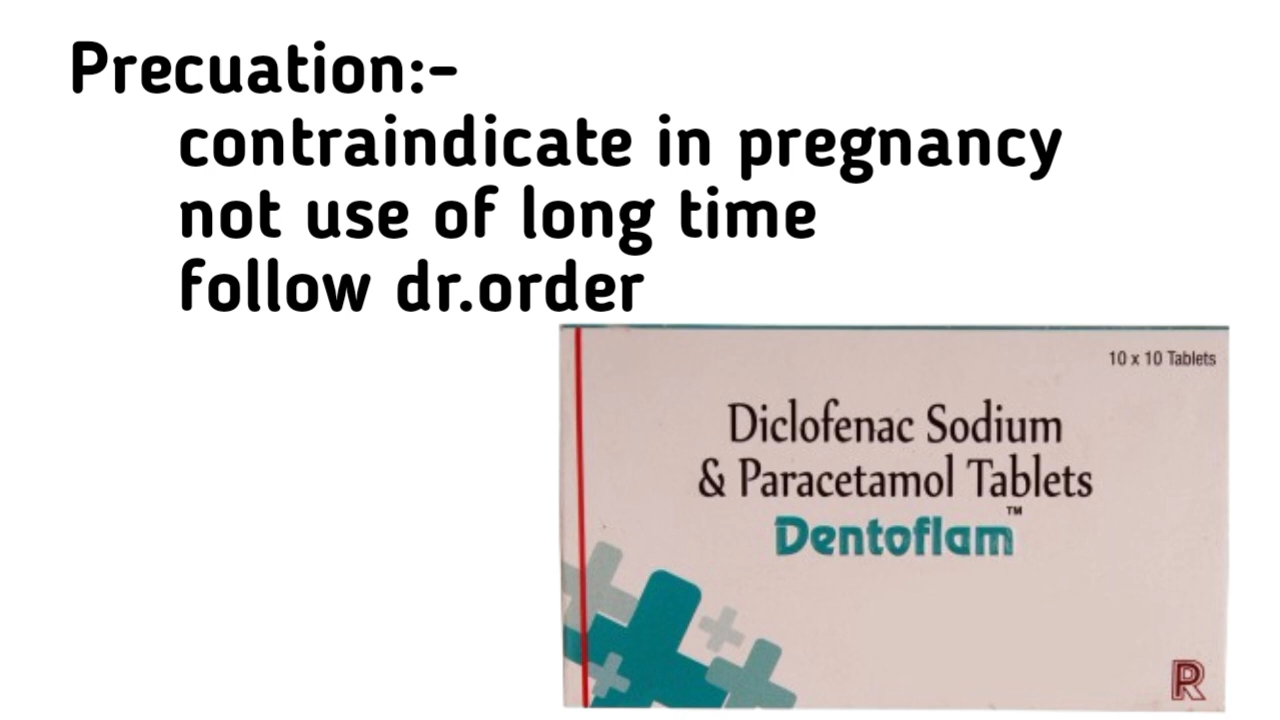 Precuation:-
contraindicate in pregnancy
not use of long time
follow dr.order
10 x 10 Tablets
Diclofenac Sodium
& Paracetamol Tablets
Dentoflam™
R